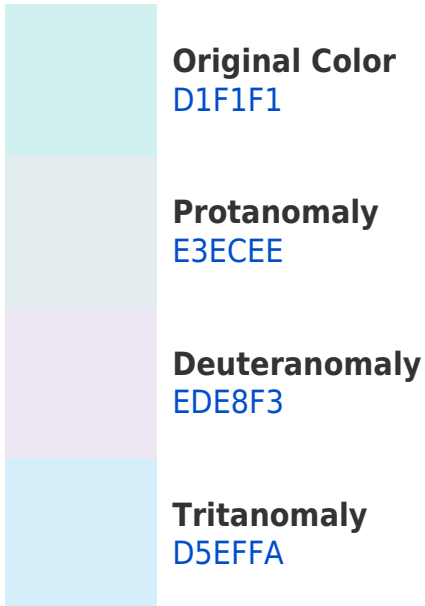 Original Color
D1F1F1
Protanomaly
E3ECEE
Deuteranomaly
EDE8F3
Tritanomaly
D5EFFA